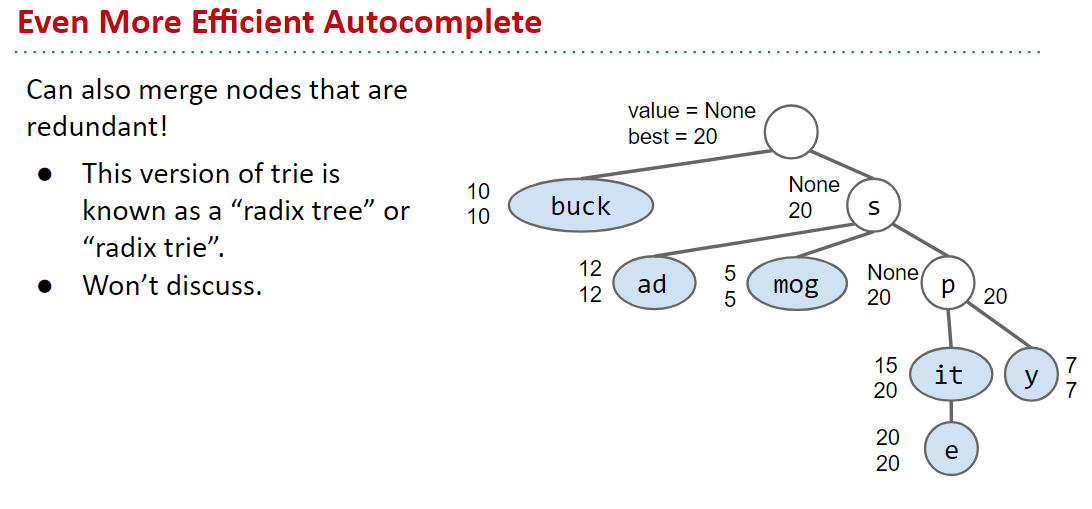 Even More Efficient Autocomplete
Can also merge nodes that are
redundant!
● This version of trie is
known as a “radix tree” or
“radix trie”.
● Won’t discuss.
value = None
best = 20
10
10
buck
None
20
s
12
12
ad
5
5
mog
None
20
p
20
15
20
it
y
7
7
20
20
e